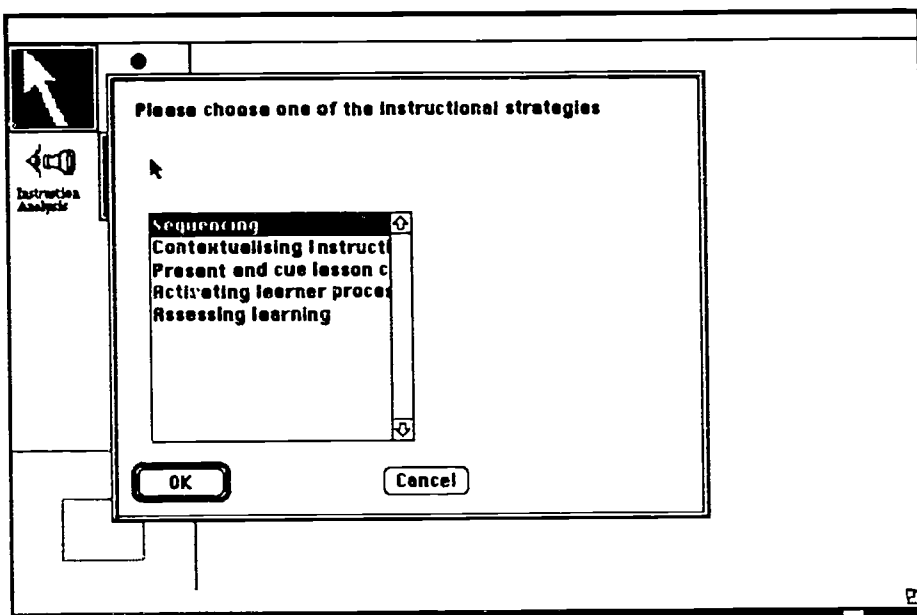 Please choose one of the instructional strategies
Instruction
Analysis
Sequencing
Contextualising Instructi
Present and cue lesson c
Activating learner proces
Assessing learning
OK
Cancel